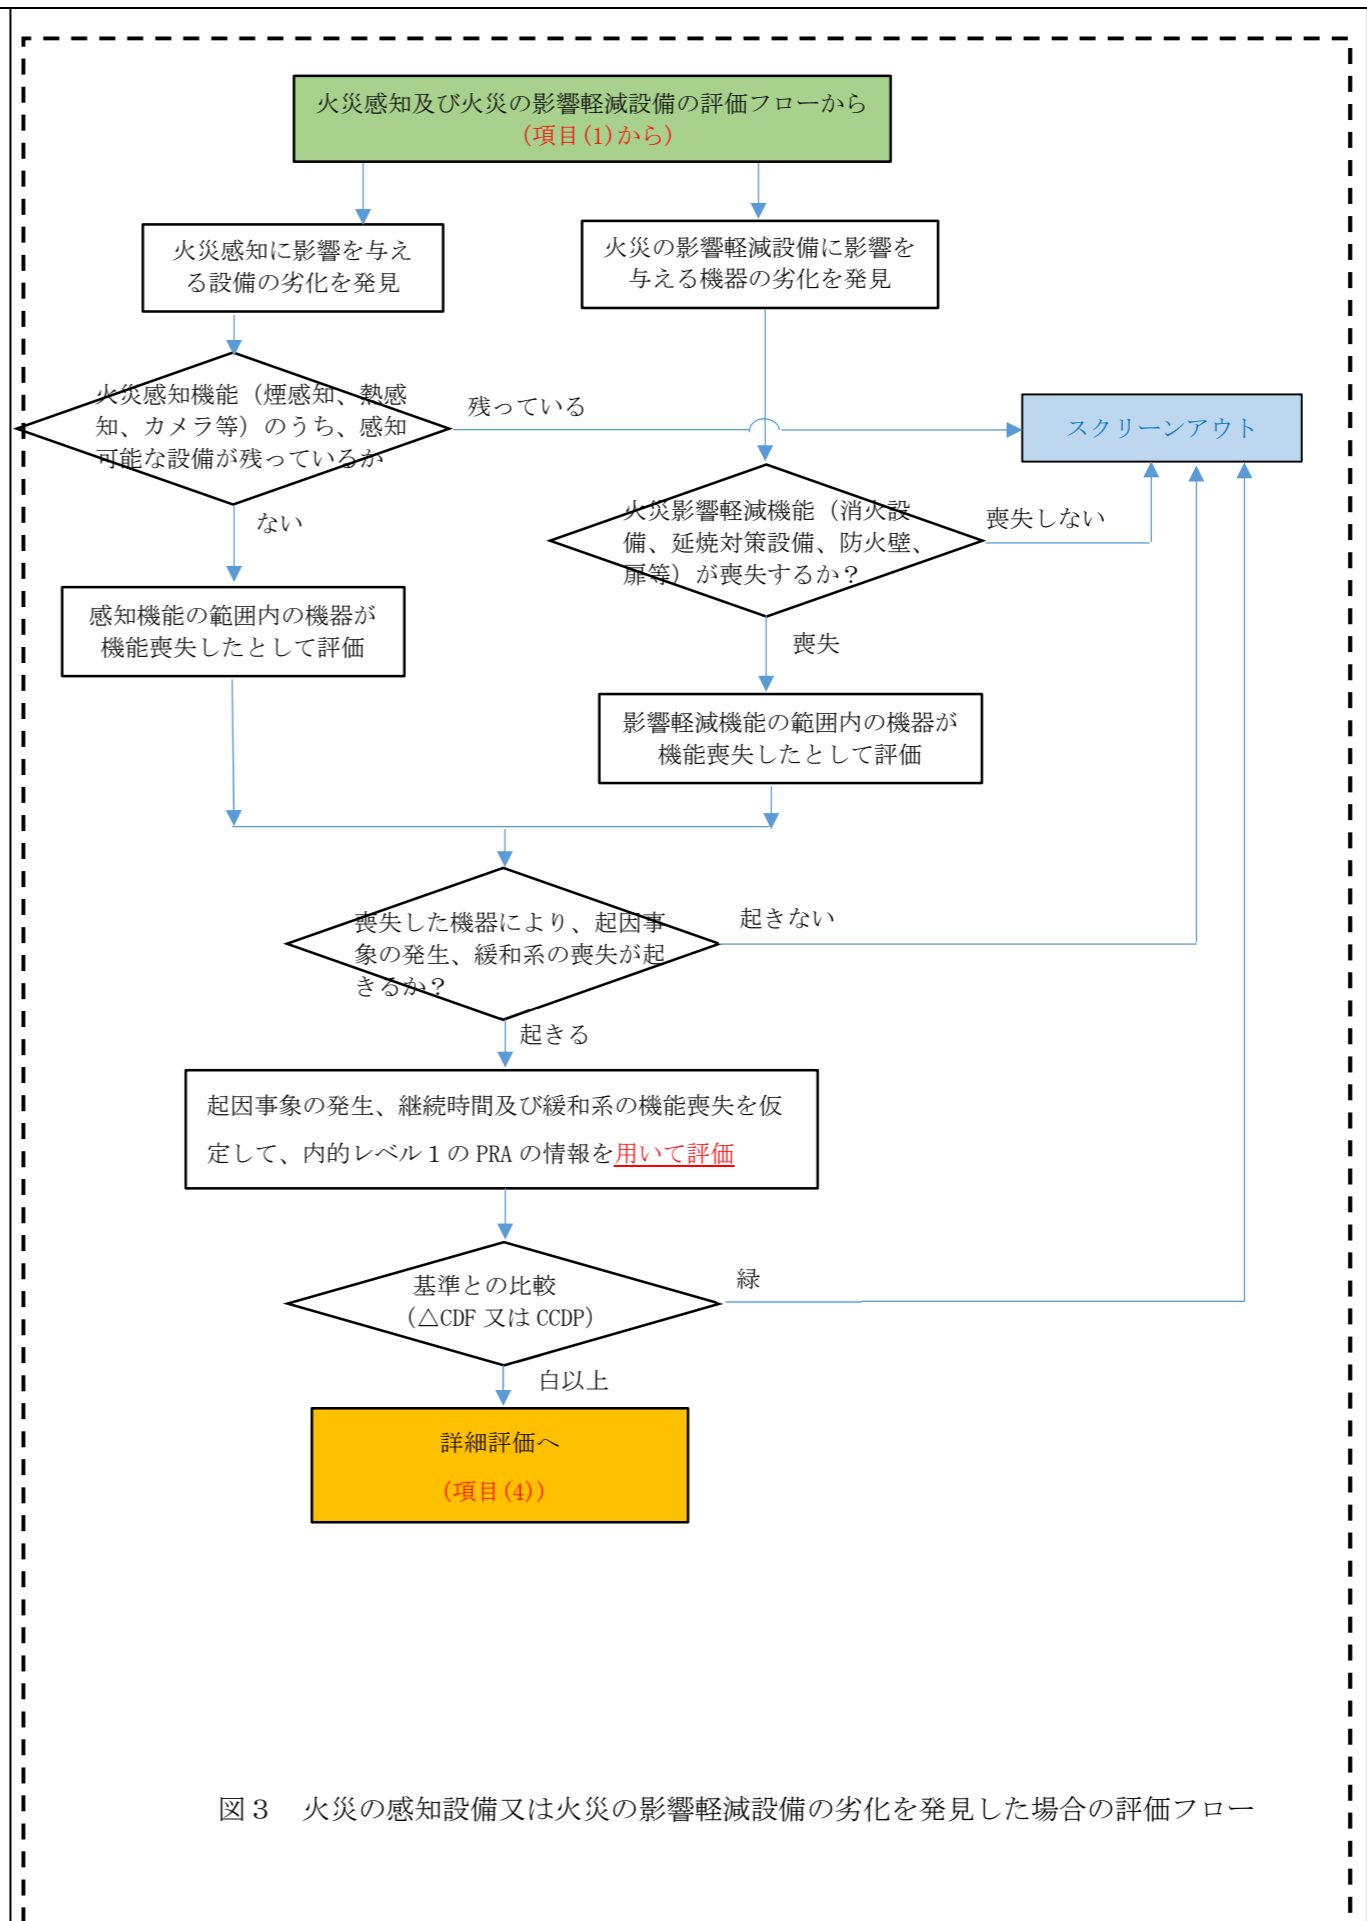 火災感知及び火災の影響軽減設備の評価フローから
(項目(1)から)
火災感知に影響を与え
る設備の劣化を発見
火災の影響軽減設備に影響を
与える機器の劣化を発見
火災感知機能（煙感知、熱感
知、カメラ等）のうち、感知
可能な設備が残っているか
残っている
スクリーンアウト
ない
火災影響軽減機能（消火設
備、延焼対策設備、防火壁、
扉等）が喪失するか？
喪失しない
感知機能の範囲内の機器が
機能喪失したとして評価
喪失
影響軽減機能の範囲内の機器が
機能喪失したとして評価
喪失した機器により、起因事
象の発生、緩和系の喪失が起
きるか？
起きない
起きる
起因事象の発生、継続時間及び緩和系の機能喪失を仮
定して、内的レベル１の PRA の情報を用いて評価
基準との比較
（△CDF 又は CCDP）
緑
白以上
詳細評価へ
(項目(4))
図３　火災の感知設備又は火災の影響軽減設備の劣化を発見した場合の評価フロー